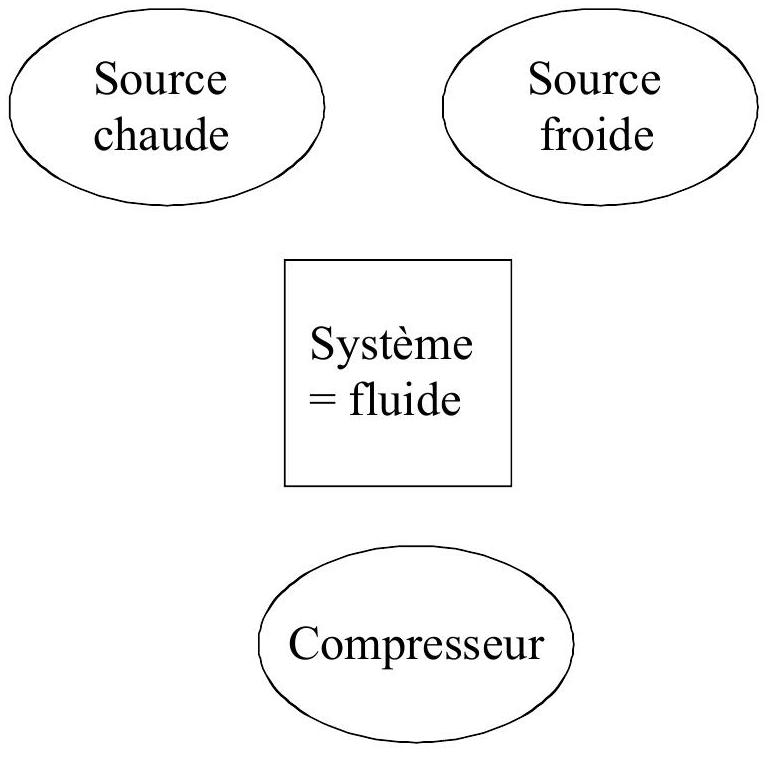 Source
chaude
Source
froide
Système
= fluide
Compresseur